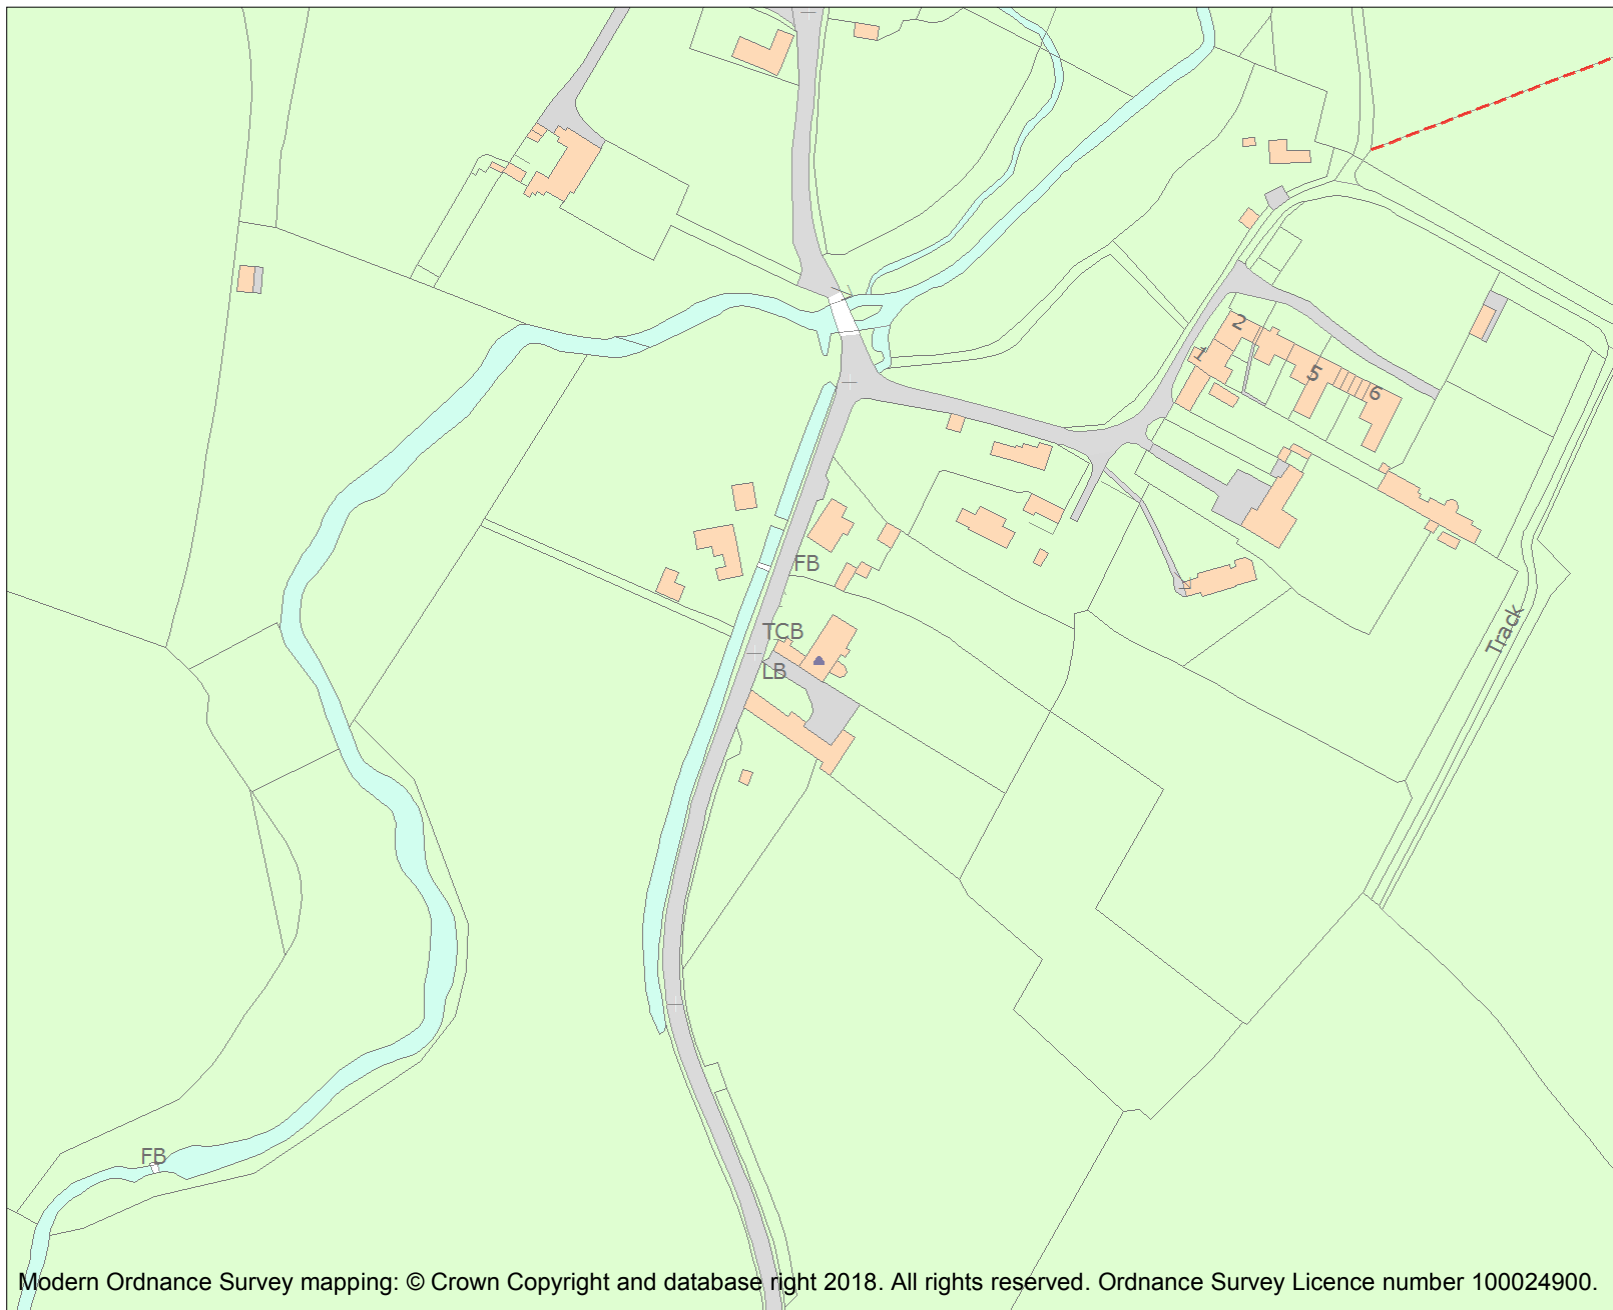 2
1
5
6
FB
TCB
LB
Track
FB
Modern Ordnance Survey mapping: © Crown Copyright and database right 2018. All rights reserved. Ordnance Survey Licence number 100024900.